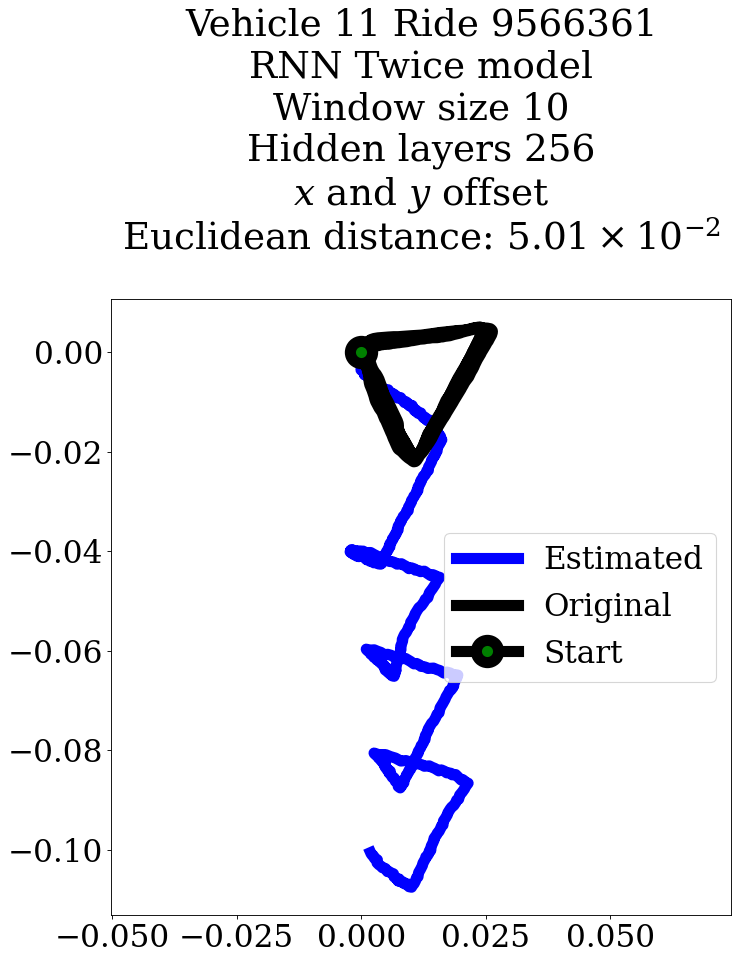 Vehicle 11 Ride 9566361
RNN Twice model
Window size 10
Hidden layers 256
x and y offset
Euclidean distance: 5.01 × 10⁻²
0.00
−0.02
−0.04
−0.06
−0.08
−0.10
Estimated
Original
Start
−0.050 −0.025 0.000 0.025 0.050